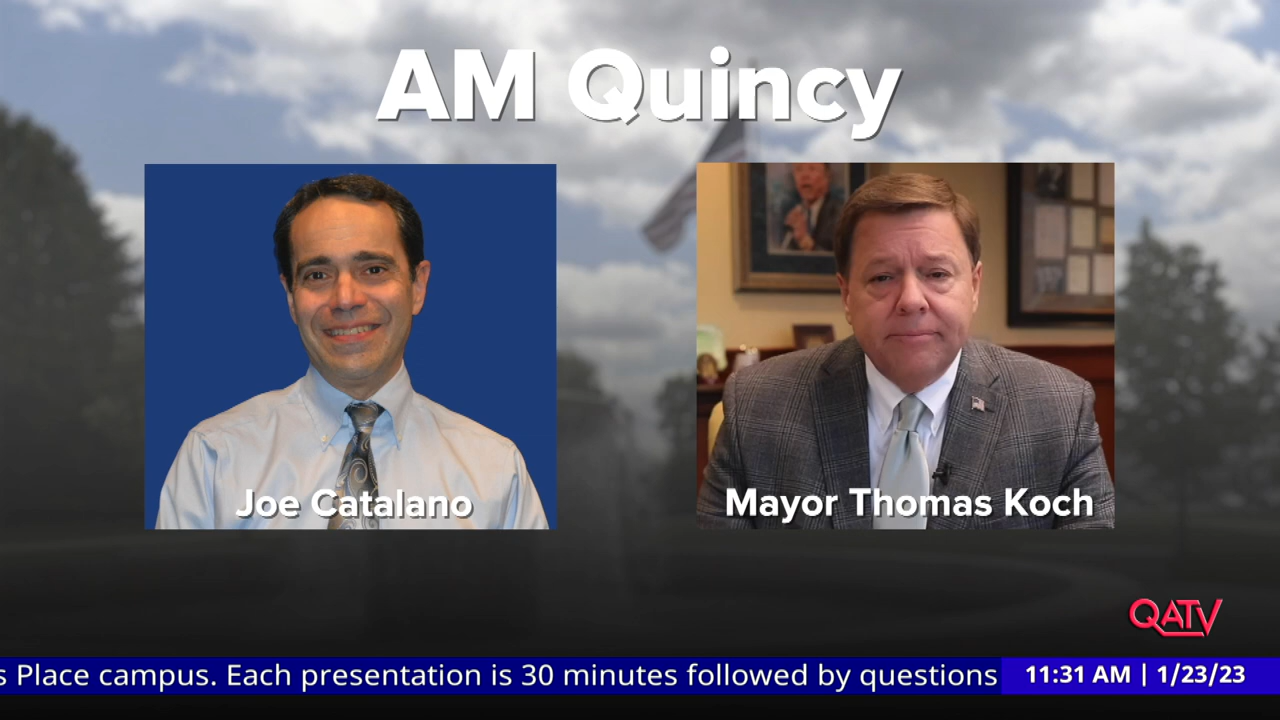 AM Quincy
Joe Catalano
Mayor Thomas Koch
QATV
s Place campus. Each presentation is 30 minutes followed by questions
11:31 AM | 1/23/23